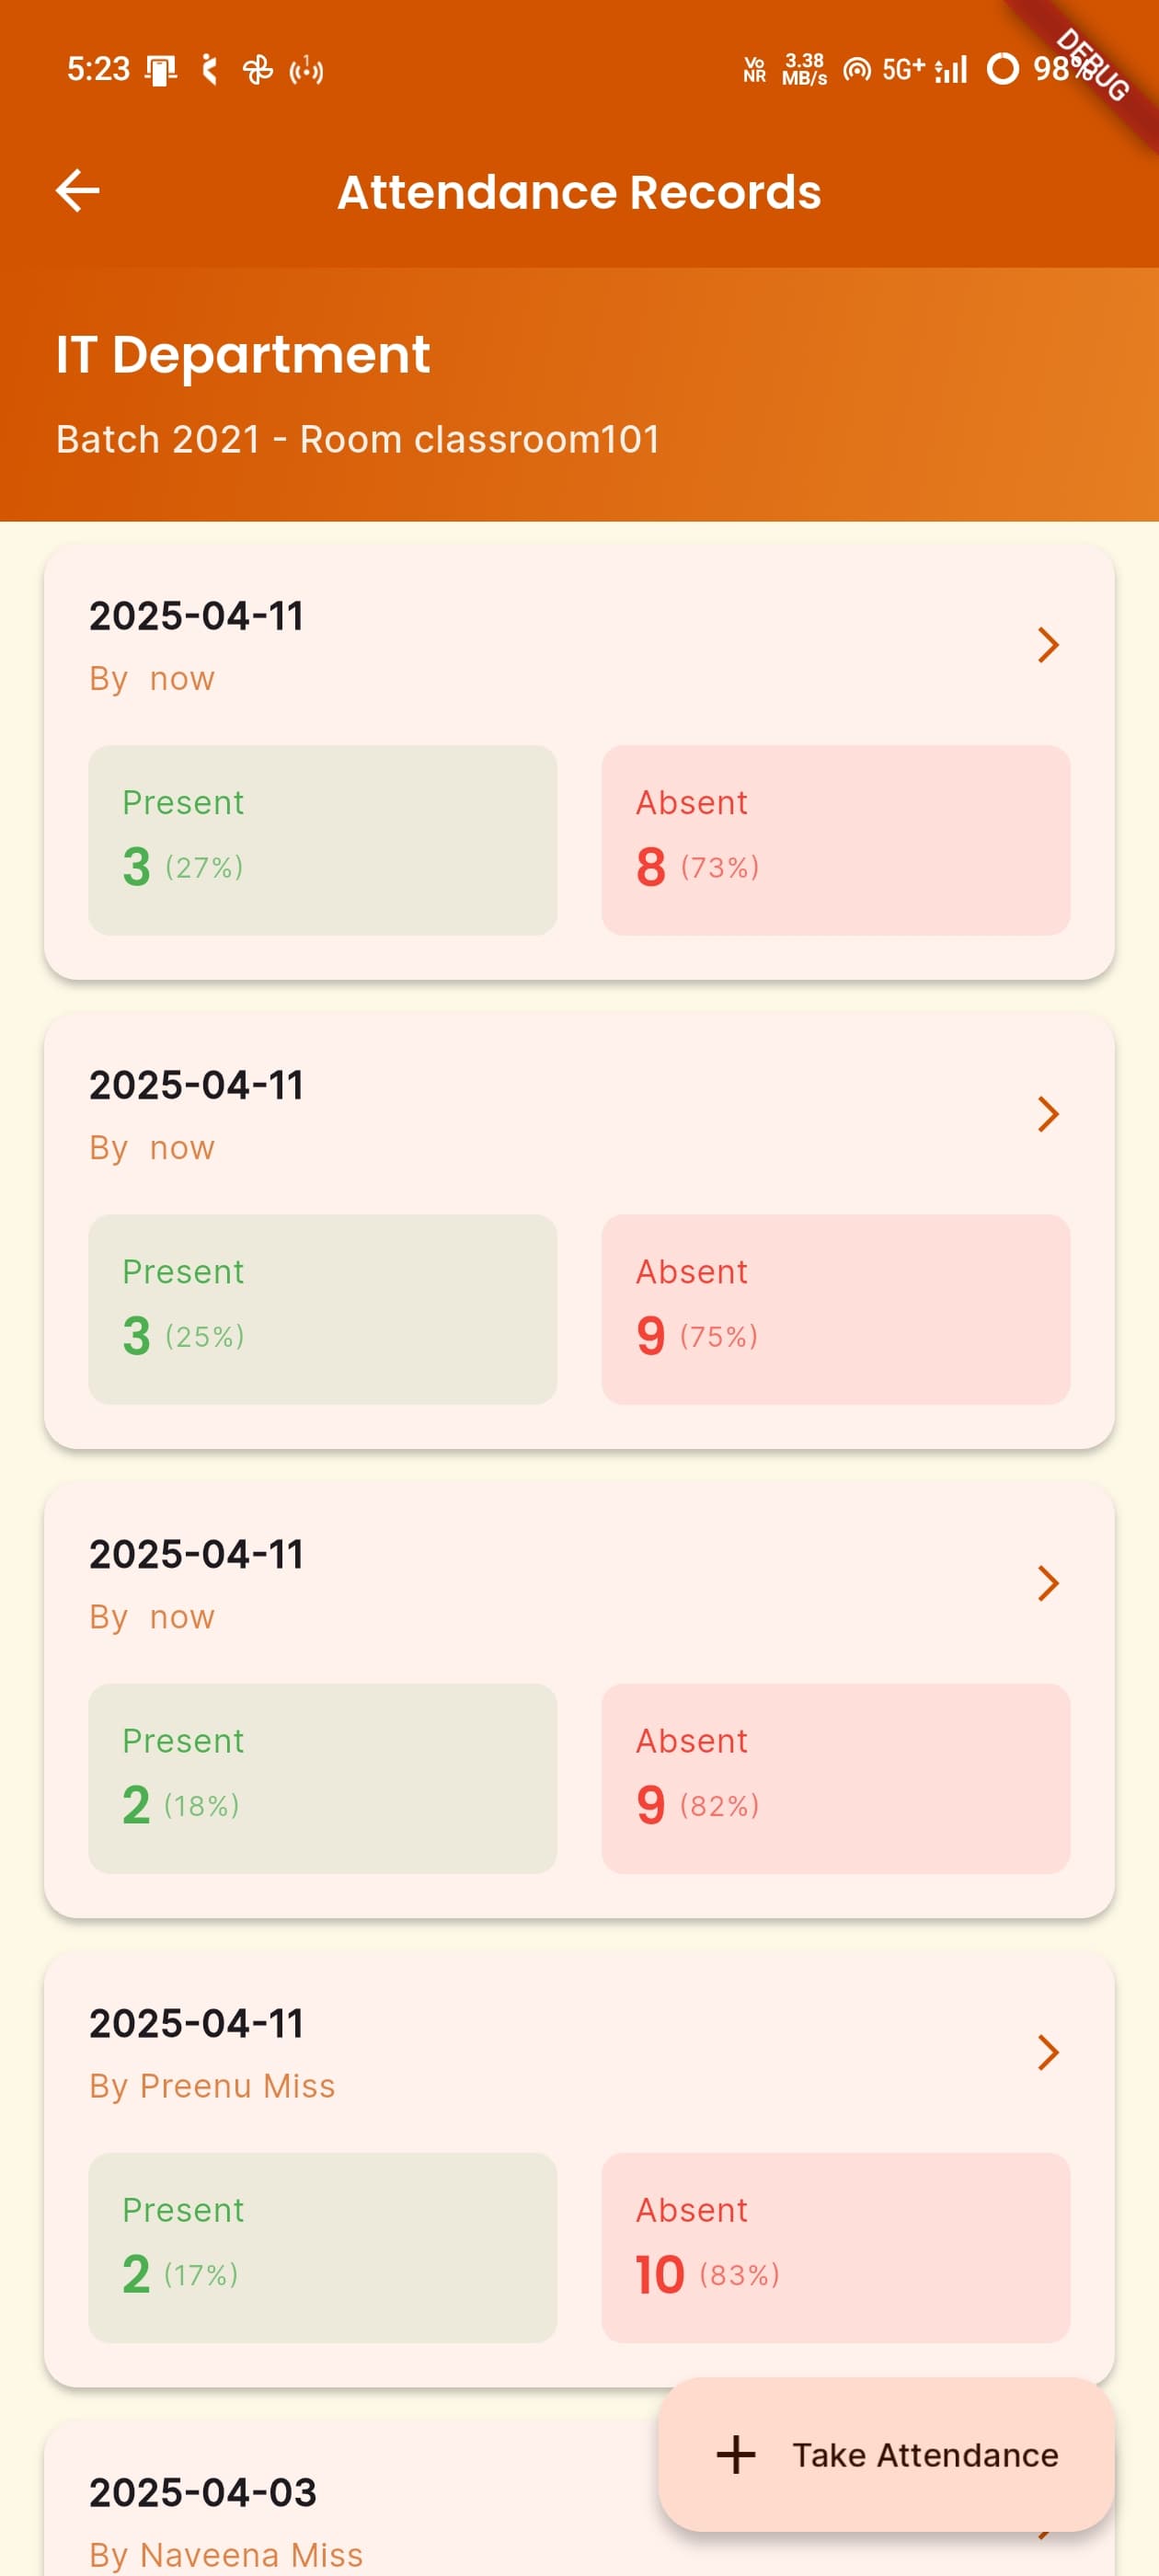 5:23 Vo NR 3.38 MB/s 5G+ 98%
DEBUG
Attendance Records
IT Department
Batch 2021 - Room classroom101
2025-04-11
By now
Present Absent
3 (27%) 8 (73%)
2025-04-11
By now
Present Absent
3 (25%) 9 (75%)
2025-04-11
By now
Present Absent
2 (18%) 9 (82%)
2025-04-11
By Preenu Miss
Present Absent
2 (17%) 10 (83%)
Take Attendance
2025-04-03
By Naveena Miss